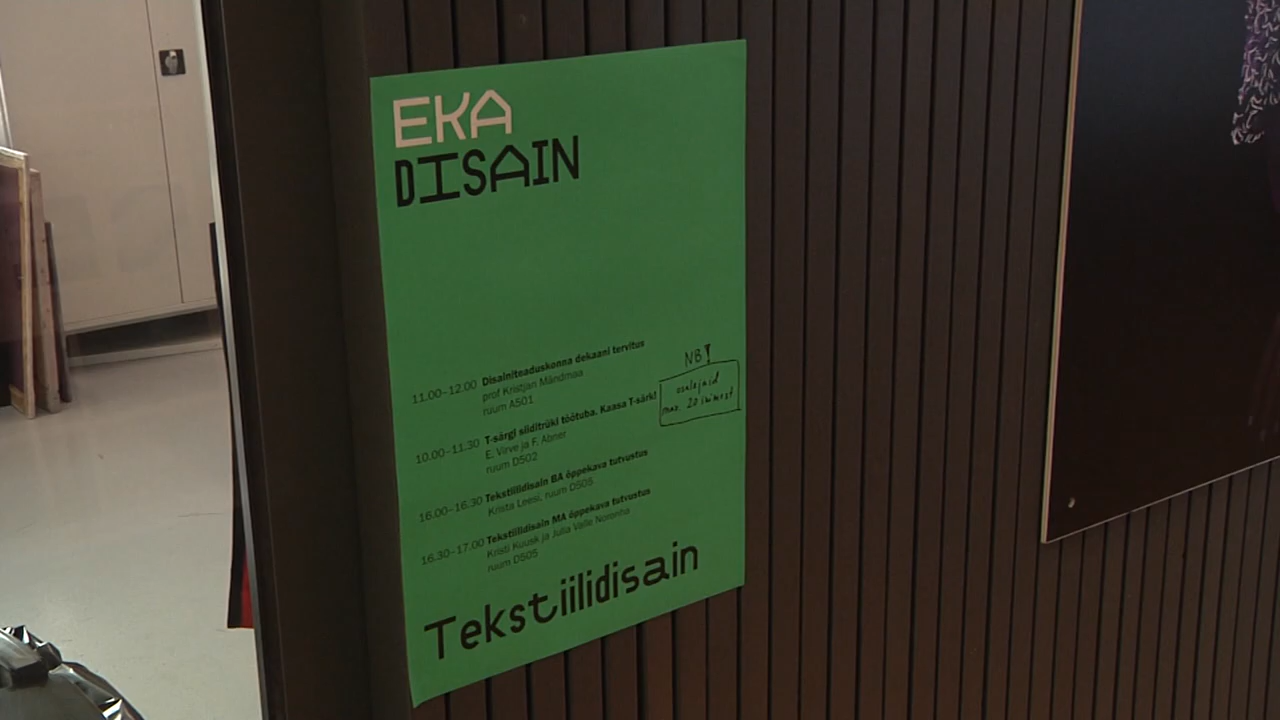 EKA
DISAIN
11.00–12.00 Disainiteaduskonna dekaani tervitus
prof Kristjan Mändmaa
ruum A501
NB!
osalejaid
max. 20 inimest
10.00–11.30 T-särgi siiditrüki töötuba. Kaasa T-särk!
E. Virve ja F. Abner
ruum D502
16.00–16.30 Tekstiilidisain BA õppekava tutvustus
Krista Leesi, ruum D505
16.30–17.00 Tekstiilidisain MA õppekava tutvustus
Kristi Kuusk ja Julia Valle Noronha
ruum D505
Tekstiilidisain